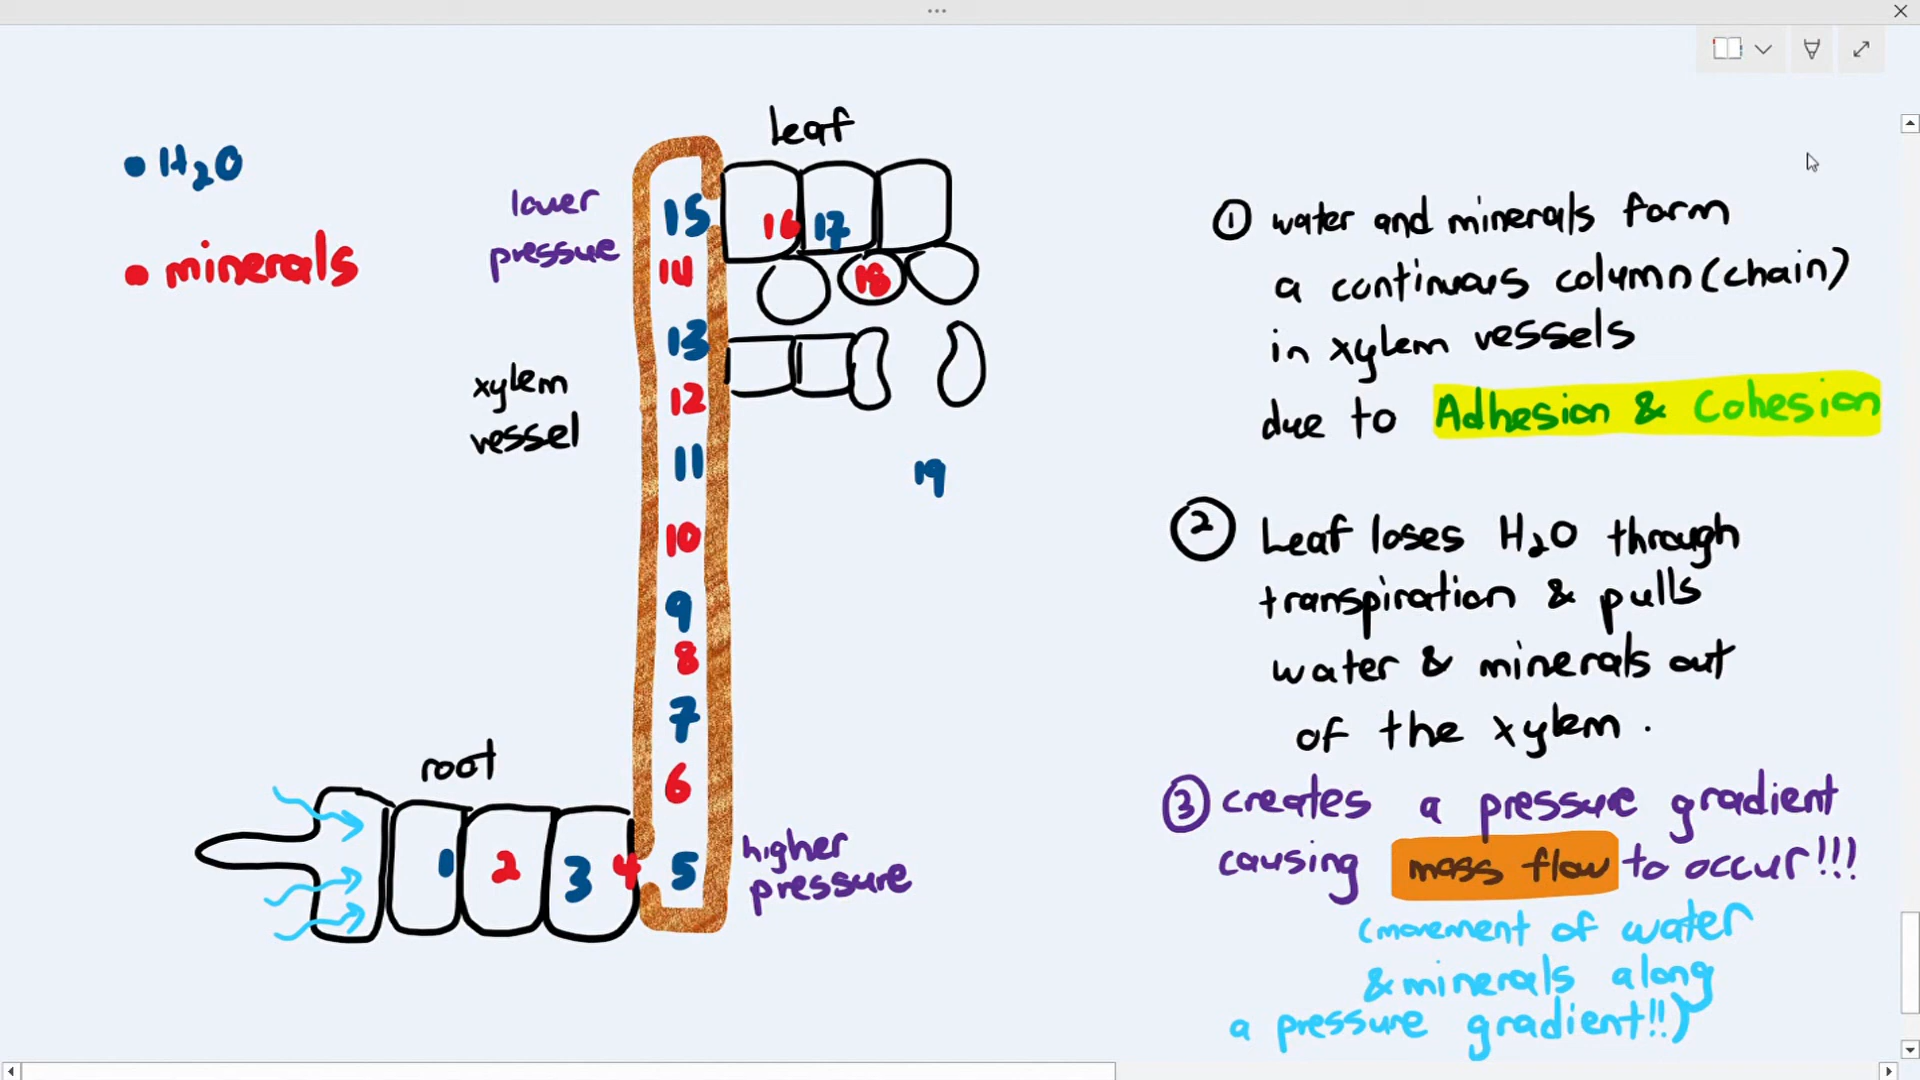 • H₂O
• minerals
leaf
lower
pressure
xylem
vessel
root
higher
pressure
15
14
13
12
11
10
9
8
7
6
5
16
17
18
19
1
2
3
4
① water and minerals form
a continuous column (chain)
in xylem vessels
due to Adhesion & Cohesion
② Leaf loses H₂O through
transpiration & pulls
water & minerals out
of the xylem.
③ creates a pressure gradient
causing mass flow to occur!!!
(movement of water
& minerals along
a pressure gradient!!)